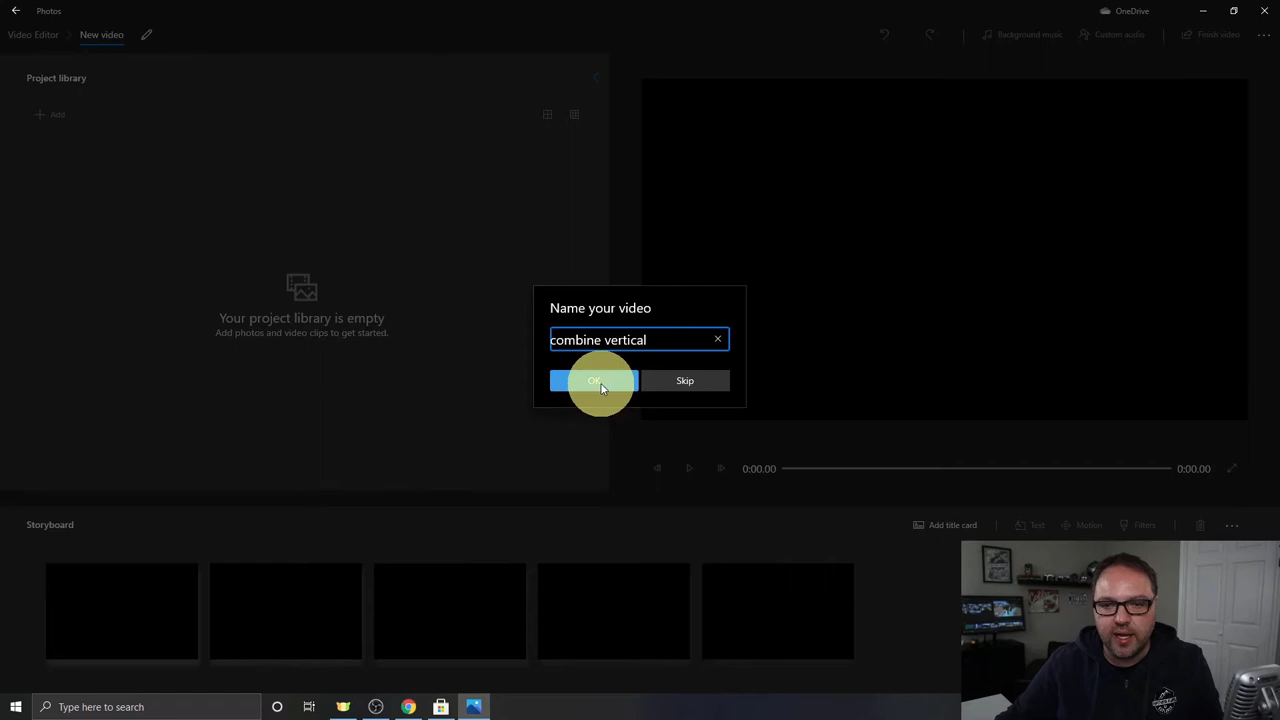 Photos
OneDrive
Video Editor
New video
Background music
Custom audio
Finish video
Project library
Add
Your project library is empty
Add photos and video clips to get started.
Name your video
combine vertical
OK
Skip
0:00.00
0:00.00
Storyboard
Add title card
Text
Motion
Filters
Type here to search